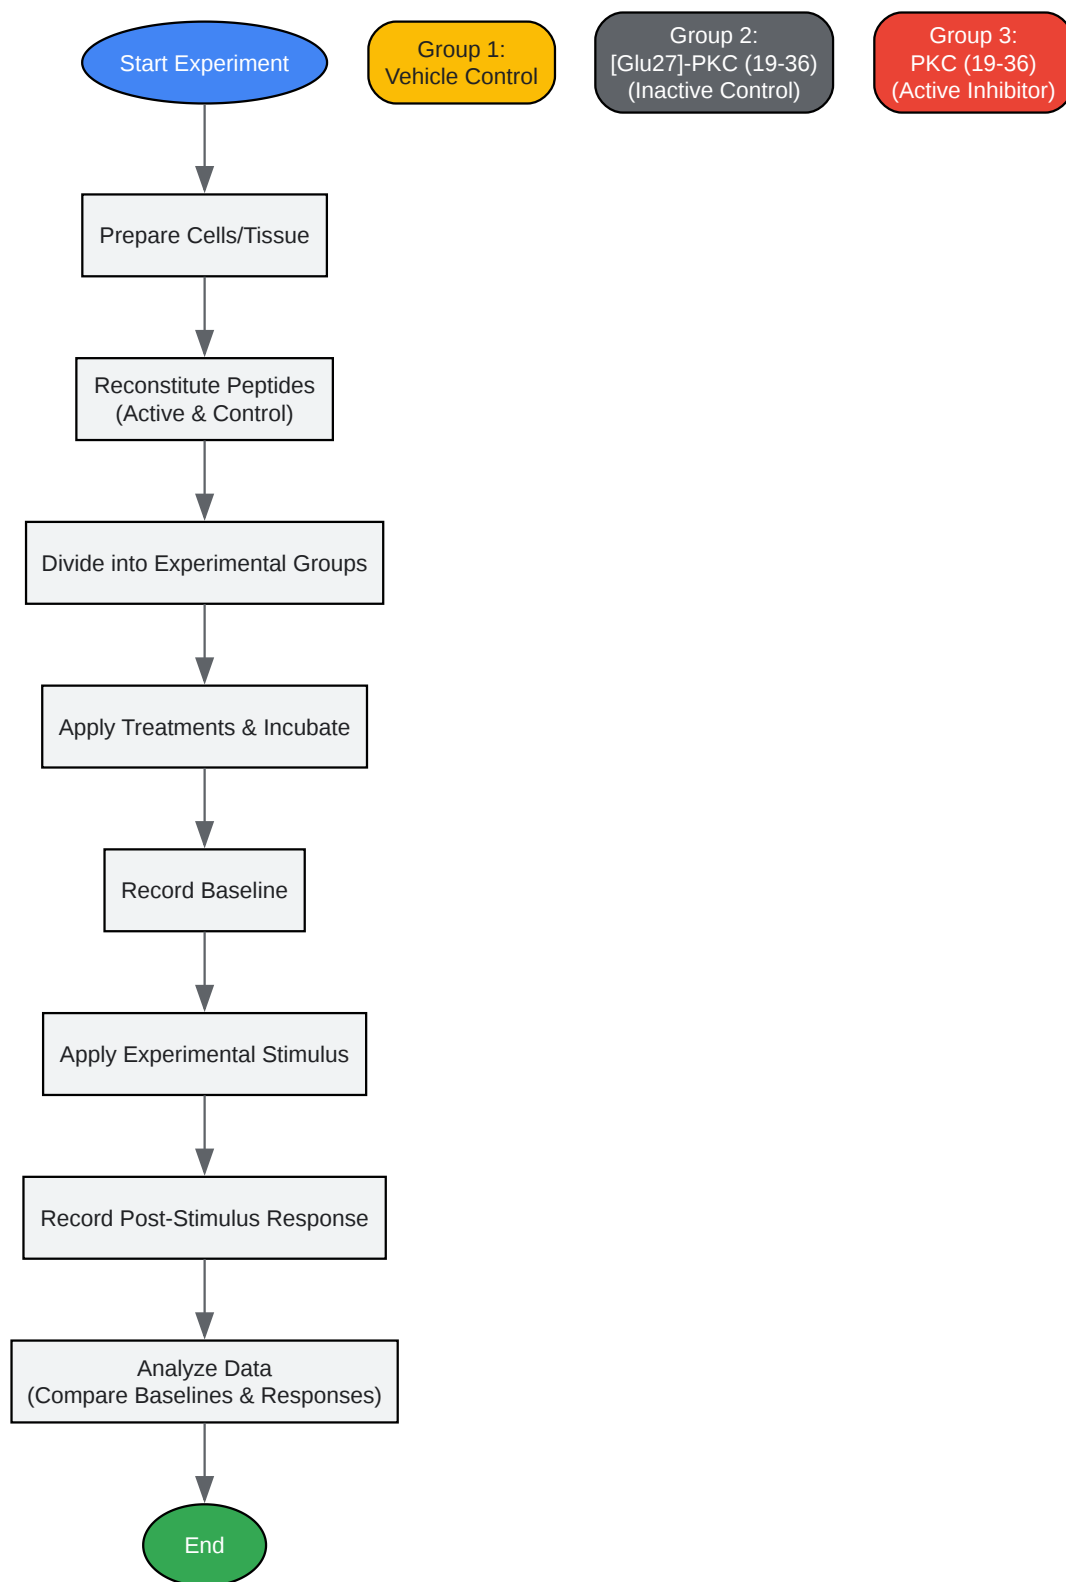 Start Experiment
Group 1:
Vehicle Control
Group 2:
[Glu27]-PKC (19-36)
(Inactive Control)
Group 3:
PKC (19-36)
(Active Inhibitor)
Prepare Cells/Tissue
Reconstitute Peptides
(Active & Control)
Divide into Experimental Groups
Apply Treatments & Incubate
Record Baseline
Apply Experimental Stimulus
Record Post-Stimulus Response
Analyze Data
(Compare Baselines & Responses)
End